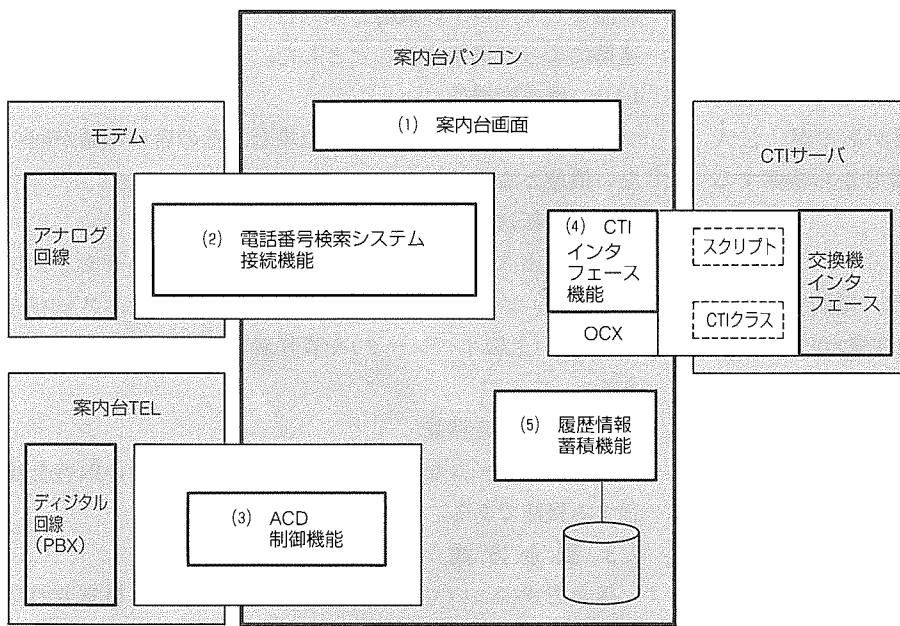 案内台パソコン
(1) 案内台画面
モデム
アナログ
回線
(2) 電話番号検索システム
接続機能
CTIサーバ
(4) CTI
インタ
フェース
機能
OCX
スクリプト
CTIクラス
交換機
インタ
フェース
案内台TEL
ディジタル
回線
(PBX)
(3) ACD
制御機能
(5) 履歴情報
蓄積機能